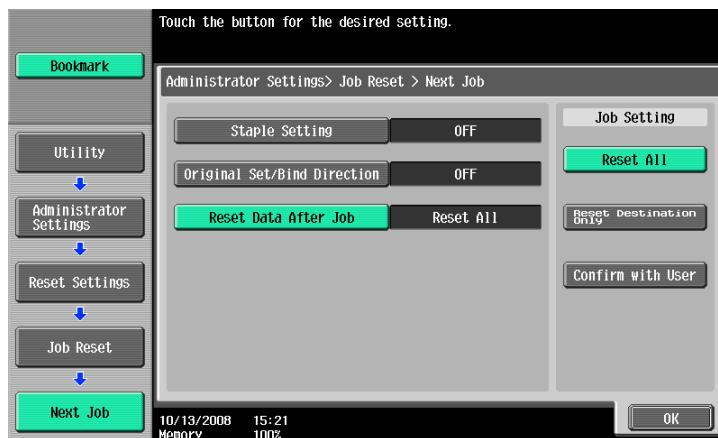 Touch the button for the desired setting.
Bookmark
Administrator Settings> Job Reset > Next Job
Utility
Administrator
Settings
Reset Settings
Job Reset
Next Job
Staple Setting
OFF
Original Set/Bind Direction
OFF
Reset Data After Job
Reset All
Job Setting
Reset All
Reset Destination
Only
Confirm with User
10/13/2008 15:21
Memory 100%
OK